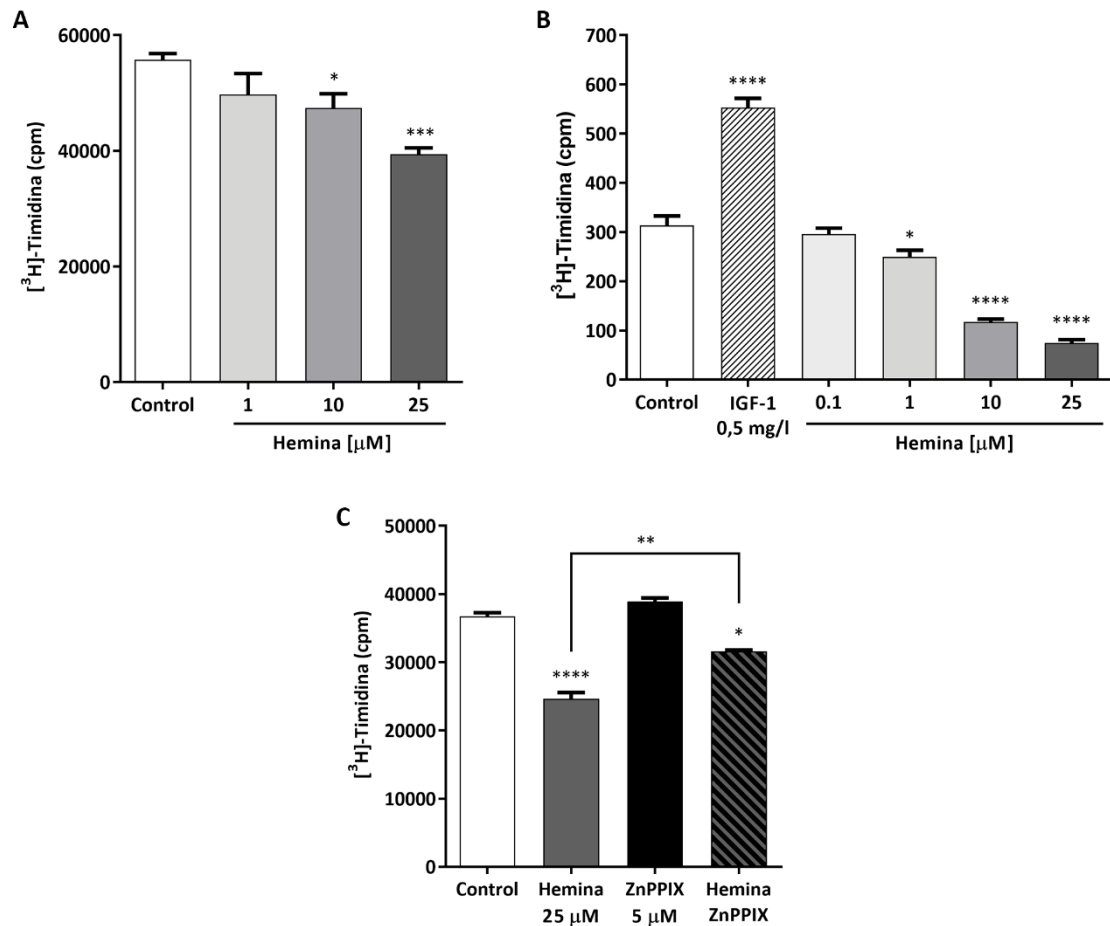 A
[³H]-Timidina (cpm)
60000
40000
20000
0
*
***
Control
1
10
25
Hemina [µM]
B
[³H]-Timidina (cpm)
700
600
500
400
300
200
100
0
****
*
****
****
Control
IGF-1
0,5 mg/l
0.1
1
10
25
Hemina [µM]
C
[³H]-Timidina (cpm)
50000
40000
30000
20000
10000
0
**
****
*
Control
Hemina
25 µM
ZnPPIX
5 µM
Hemina
ZnPPIX